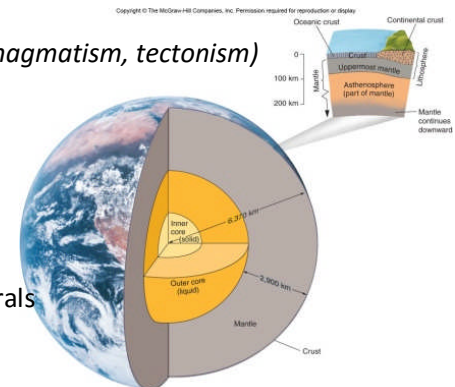 Copyright © The McGraw-Hill Companies, Inc. Permission required for reproduction or display
Oceanic crust
Continental crust
magmatism, tectonism)
0
Crust
Uppermost mantle
Lithosphere
100 km
Mantle
Asthenosphere
(part of mantle)
200 km
Mantle
continues
downward
6,370 km
Inner
core
(solid)
2,900 km
Outer core
(liquid)
rals
Mantle
Crust